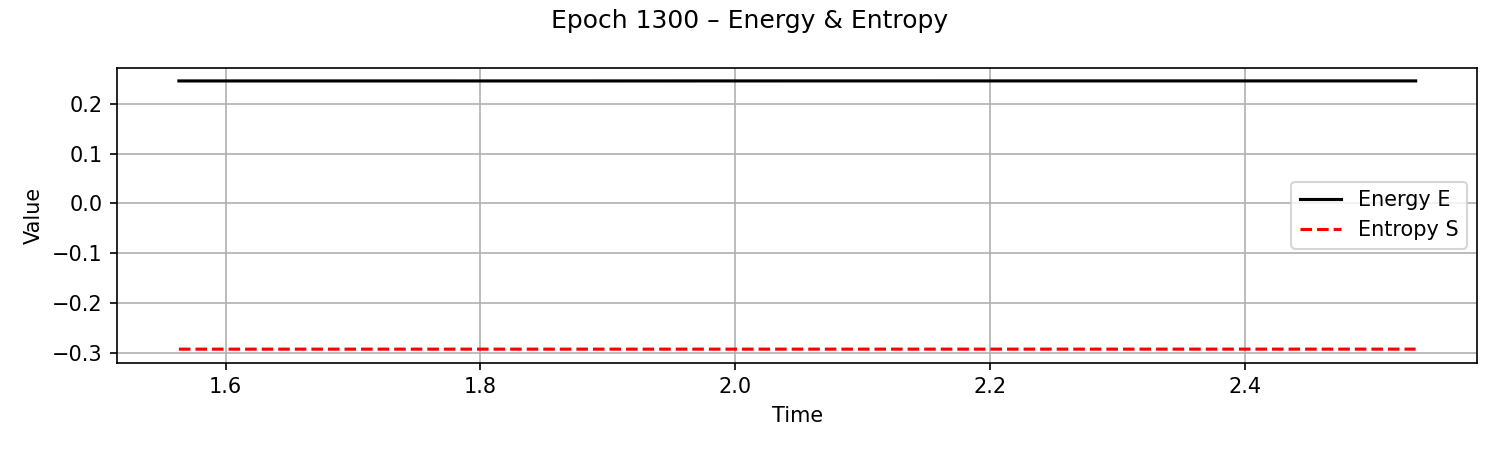 Epoch 1300 – Energy & Entropy
Value
0.2
0.1
0.0
−0.1
−0.2
−0.3
Energy E
Entropy S
1.6 1.8 2.0 2.2 2.4
Time